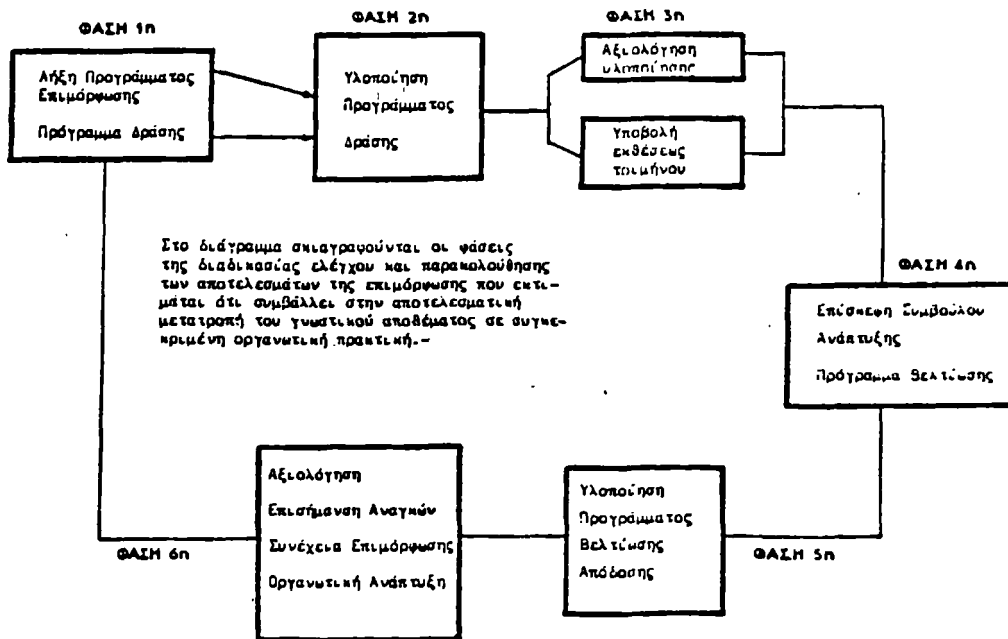 ΦΑΣΗ 1η
Λήξη Προγράμματος
Επιμόρφωσης
Πρόγραμμα Δράσης
ΦΑΣΗ 2η
Υλοποίηση
Προγράμματος
Δράσης
ΦΑΣΗ 3η
Αξιολόγηση
υλοποίησης
Υποβολή
εκθέσεως
τριμήνου
Στο διάγραμμα σκιαγραφούνται οι φάσεις
της διαδικασίας ελέγχου και παρακολούθησης
των αποτελεσμάτων της επιμόρφωσης που εκτι-
μάται ότι συμβάλλει στην αποτελεσματική
μετατροπή του γνωστικού αποθέματος σε συγκε-
κριμένη οργανωτική πρακτική.-
ΦΑΣΗ 4η
Επίσκεψη Συμβούλου
Ανάπτυξης
Πρόγραμμα Βελτίωσης
Υλοποίηση
Προγράμματος
Βελτίωσης
Απόδοσης
ΦΑΣΗ 5η
Αξιολόγηση
Επισήμανση Αναγκών
Συνέχεια Επιμόρφωσης
Οργανωτική Ανάπτυξη
ΦΑΣΗ 6η